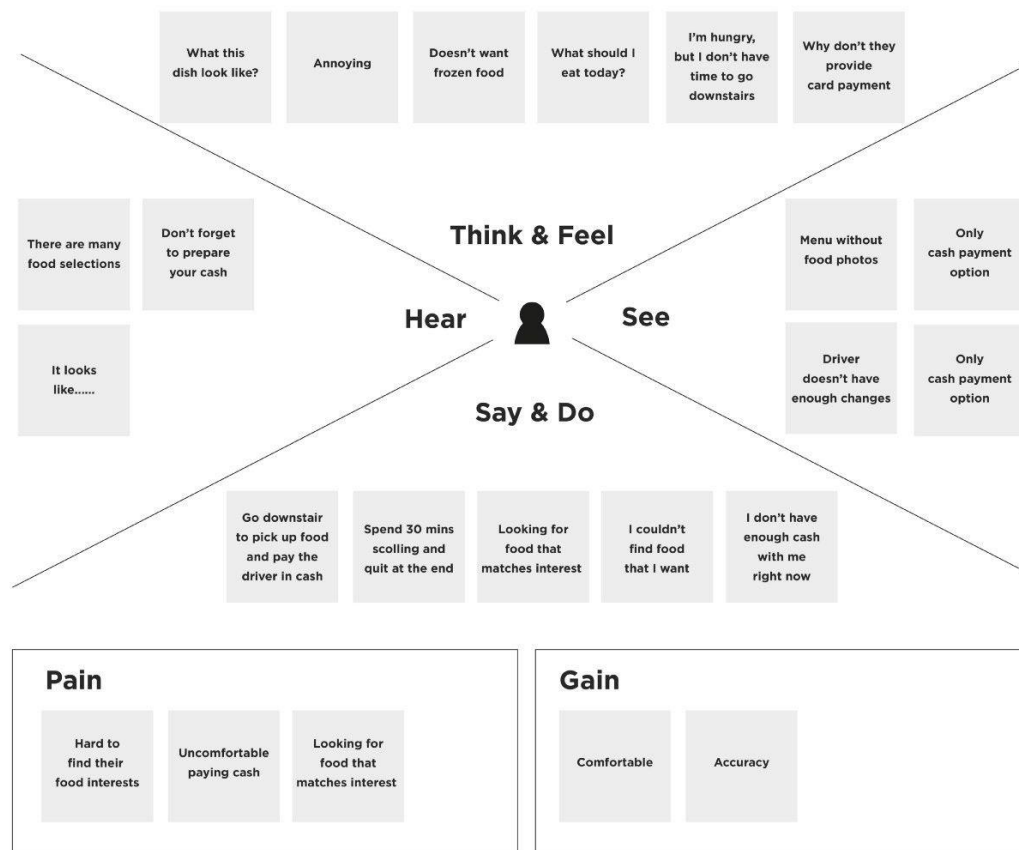 What this
dish look like?
Annoying
Doesn't want
frozen food
What should I
eat today?
I'm hungry,
but I don't have
time to go
downstairs
Why don't they
provide
card payment
Think & Feel
There are many
food selections
Don't forget
to prepare
your cash
It looks
like......
Hear
See
Menu without
food photos
Only
cash payment
option
Driver
doesn't have
enough changes
Only
cash payment
option
Say & Do
Go downstair
to pick up food
and pay the
driver in cash
Spend 30 mins
scolling and
quit at the end
Looking for
food that
matches interest
I couldn't
find food
that I want
I don't have
enough cash
with me
right now
Pain
Hard to
find their
food interests
Uncomfortable
paying cash
Looking for
food that
matches interest
Gain
Comfortable
Accuracy